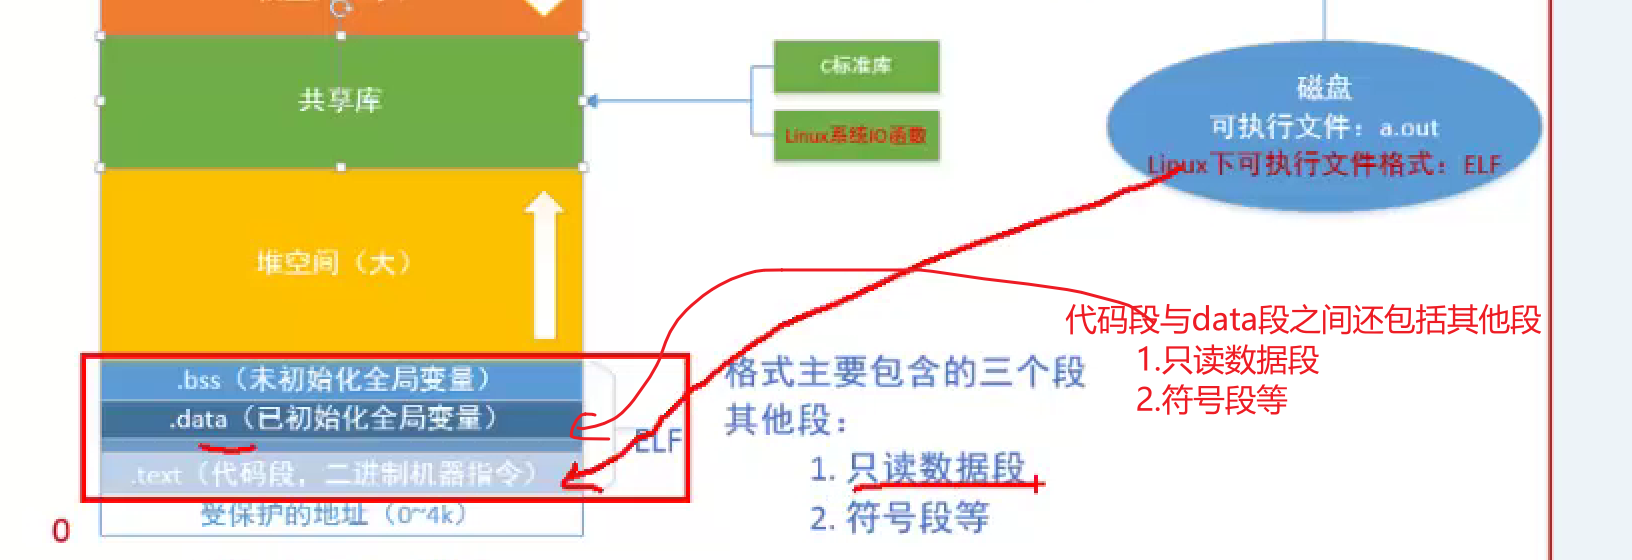 共享库
C标准库
Linux系统IO函数
磁盘
可执行文件：a.out
Linux下可执行文件格式：ELF
堆空间（大）
代码段与data段之间还包括其他段
1.只读数据段
2.符号段等
.bss（未初始化全局变量）
.data（已初始化全局变量）
.text（代码段，二进制机器指令）
受保护的地址（0~4k）
0
ELF
格式主要包含的三个段
其他段：
1. 只读数据段
2. 符号段等